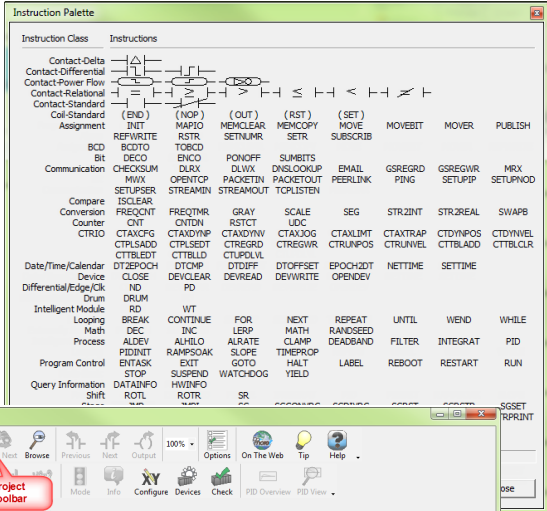 Instruction Palette
Instruction Class Instructions
Contact-Delta
Contact-Differential
Contact-Power Flow
Contact-Relational = ≥ > ≤ < ≠
Contact-Standard
Coil-Standard (END) (NOP) (OUT) (RST) (SET)
Assignment INIT MAPIO MEMCLEAR MEMCOPY MOVE MOVEBIT MOVER PUBLISH
REFWRITE RSTR SETNUMR SETR SUBSCRIB
BCD BCDTO TOBCD
Bit DECO ENCO PONOFF SUMBITS
Communication CHECKSUM DLRX DLWX DNSLOOKUP EMAIL GSREGRD GSREGWR MRX
MWX OPENTCP PACKETIN PACKETOUT PEERLINK PING SETUPIP SETUPNOD
SETUPSER STREAMIN STREAMOUT TCPLISTEN
Compare ISCLEAR
Conversion FREQCNT FREQTMR GRAY SCALE SEG STR2INT STR2REAL SWAPB
Counter CNT CNTDN RSTCT UDC
CTRIO CTAXCFG CTAXDYNP CTAXDYNV CTAXJOG CTAXLIMT CTAXTRAP CTDYNPOS CTDYNVEL
CTPLSADD CTPLSEDT CTREGRD CTREGWR CTRUNPOS CTRUNVEL CTTBLADD CTTBLCLR
CTTBLEDT CTTBLLD CTUPDLVL
Date/Time/Calendar DT2EPOCH DTCMP DTDIFF DTOFFSET EPOCH2DT NETTIME SETTIME
Device CLOSE DEVCLEAR DEVREAD DEVWRITE OPENDEV
Differential/Edge/Clk ND PD
Drum DRUM
Intelligent Module RD WT
Looping BREAK CONTINUE FOR NEXT REPEAT UNTIL WEND WHILE
Math DEC INC LERP MATH RANDSEED
Process ALDEV AHILO ALRATE CLAMP DEADBAND FILTER INTEGRAT PID
PIDINIT RAMPSOAK SLOPE TIMEPROP
Program Control ENTASK EXIT GOTO HALT LABEL REBOOT RESTART RUN
STOP SUSPEND WATCHDOG YIELD
Query Information DATAINFO HWINFO
Shift ROTL ROTR SR
SGSET
RPRINT
Next Browse Previous Next Output 100% Options On The Web Tip Help
roject
oolbar
Mode Info Configure Devices Check PID Overview PID View
ose